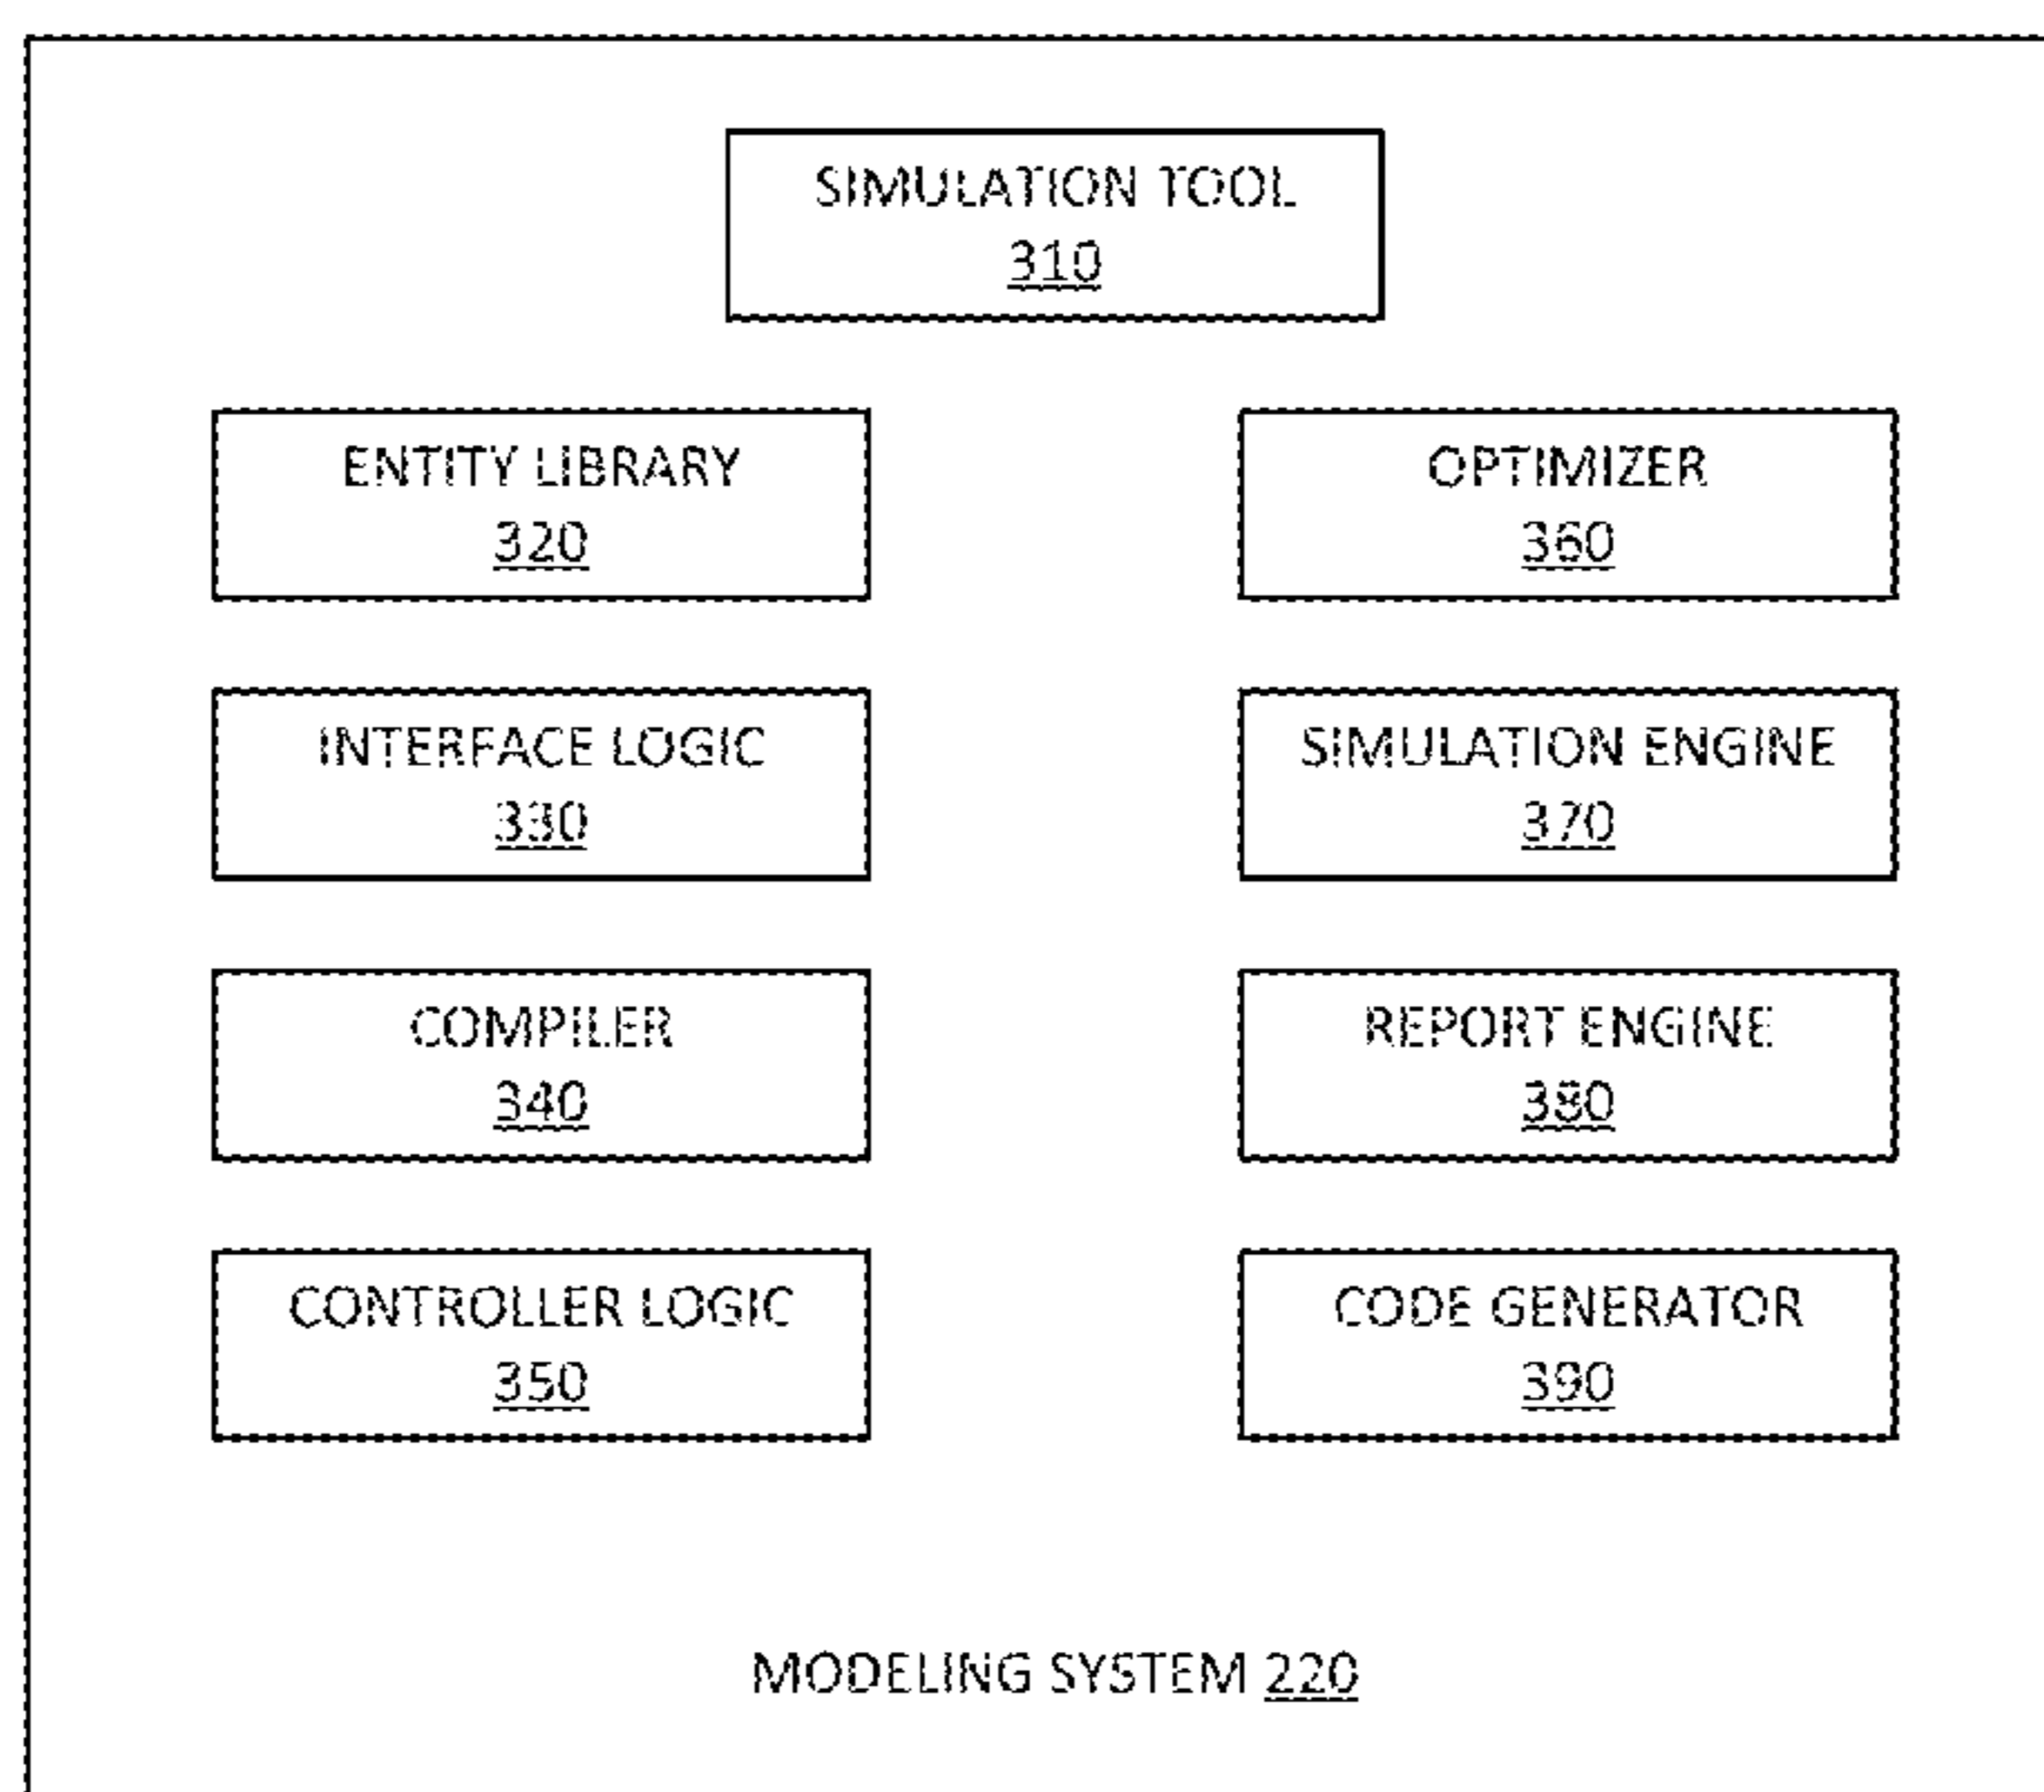 SIMULATION TOOL
310
ENTITY LIBRARY
320
OPTIMIZER
360
INTERFACE LOGIC
330
SIMULATION ENGINE
370
COMPILER
340
REPORT ENGINE
380
CONTROLLER LOGIC
350
CODE GENERATOR
390
MODELING SYSTEM 220